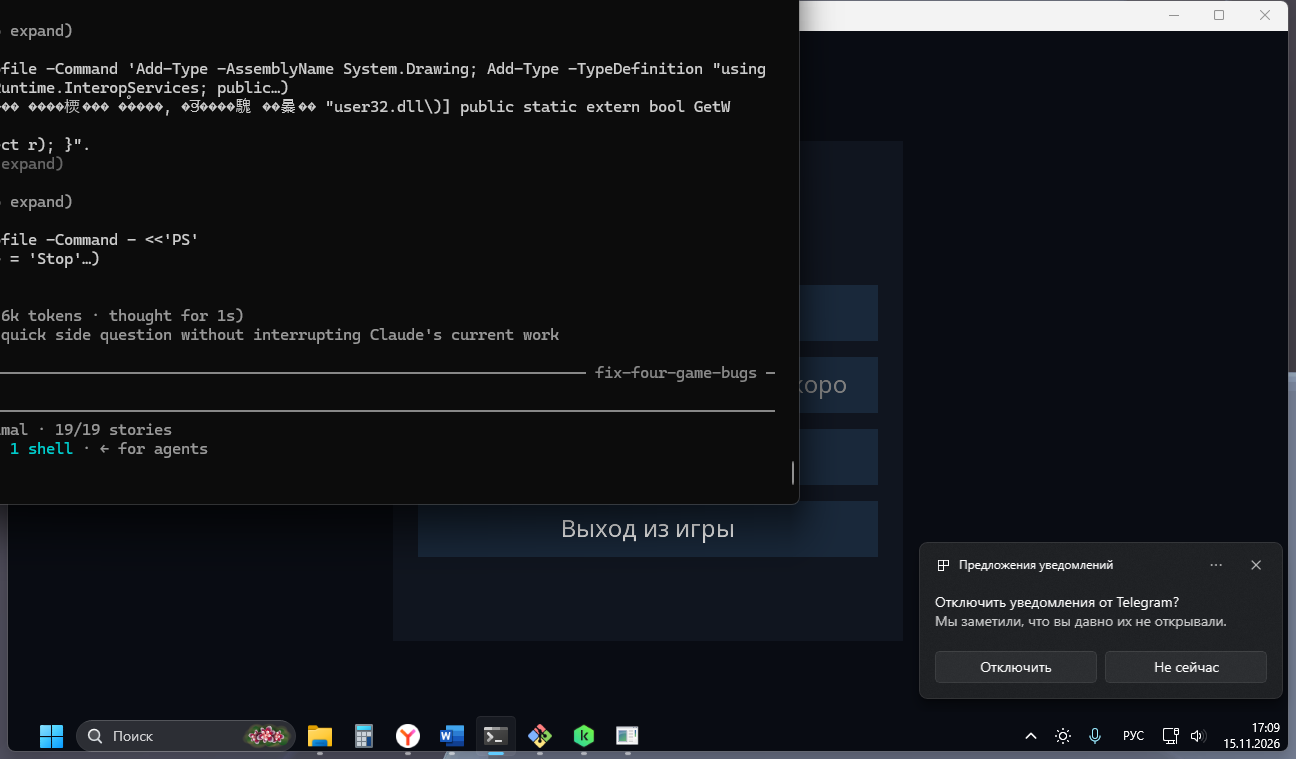 expand)
file -Command 'Add-Type -AssemblyName System.Drawing; Add-Type -TypeDefinition "using
Runtime.InteropServices; public…)
"user32.dll\)] public static extern bool GetW
ct r); }".
expand)
expand)
file -Command - <<'PS'
= 'Stop'…)
6k tokens · thought for 1s)
quick side question without interrupting Claude's current work
fix-four-game-bugs
mal · 19/19 stories
1 shell · ← for agents
коро
Выход из игры
Предложения уведомлений
Отключить уведомления от Telegram?
Мы заметили, что вы давно их не открывали.
Отключить
Не сейчас
Поиск
РУС
17:09
15.11.2026